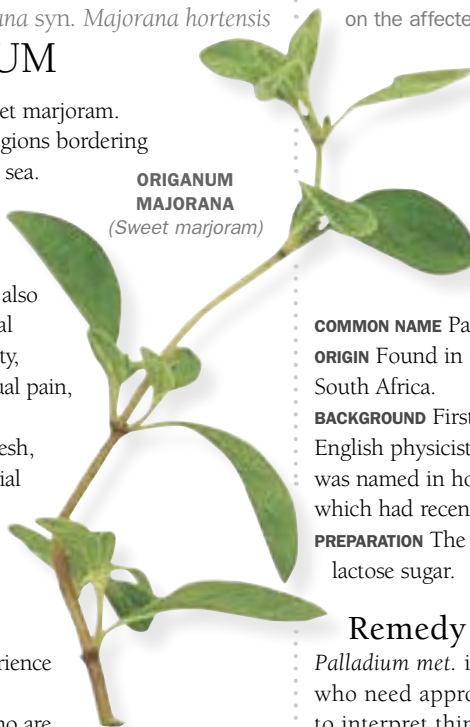 ana syn. Majorana hortensis
UM
et marjoram.
gions bordering
sea.
ORIGANUM
MAJORANA
(Sweet marjoram)
also
al
ty,
ual pain,
esh,
ial
rience
ho are
on the affecte
COMMON NAME Pa
ORIGIN Found in
South Africa.
BACKGROUND First
English physicist
was named in ho
which had recen
PREPARATION The
lactose sugar.
Remedy
Palladium met. i
who need appro
to interpret thin